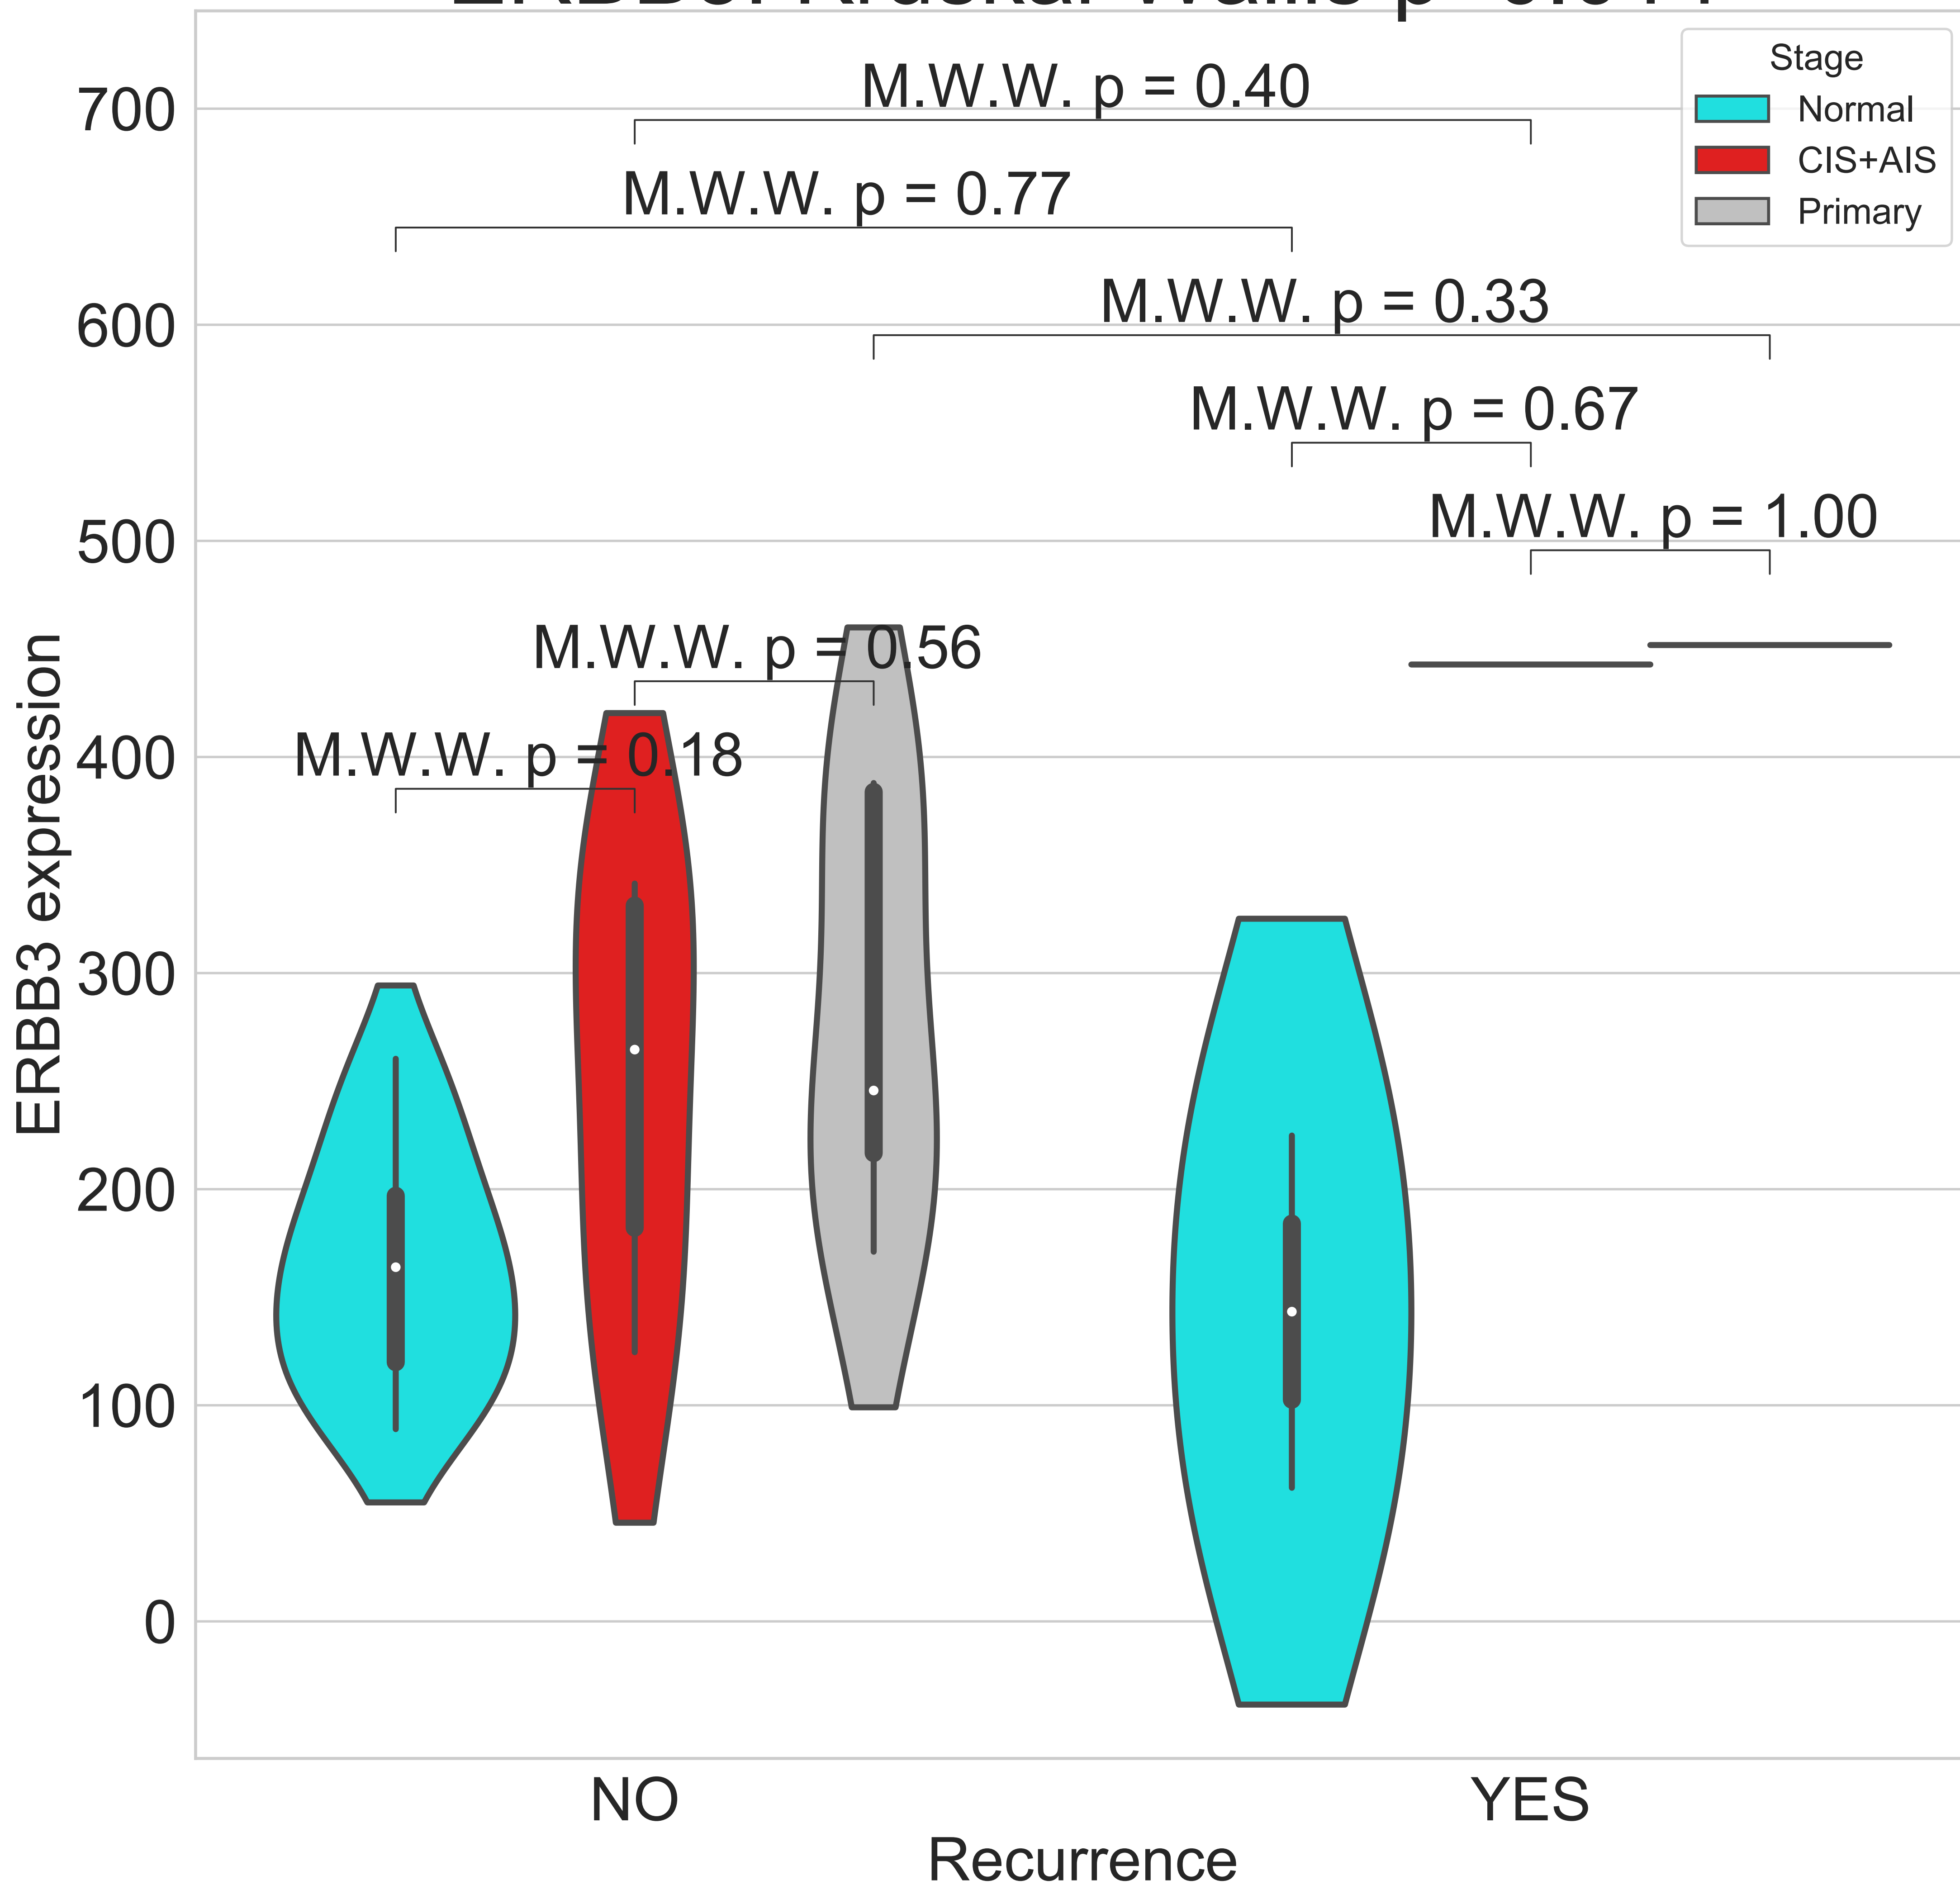 M.W.W. p = 0.40
M.W.W. p = 0.77
M.W.W. p = 0.33
M.W.W. p = 0.67
M.W.W. p = 1.00
M.W.W. p = 0.56
M.W.W. p = 0.18
Stage
Normal
CIS+AIS
Primary
700
600
500
400
300
200
100
0
ERBB3 expression
NO
YES
Recurrence